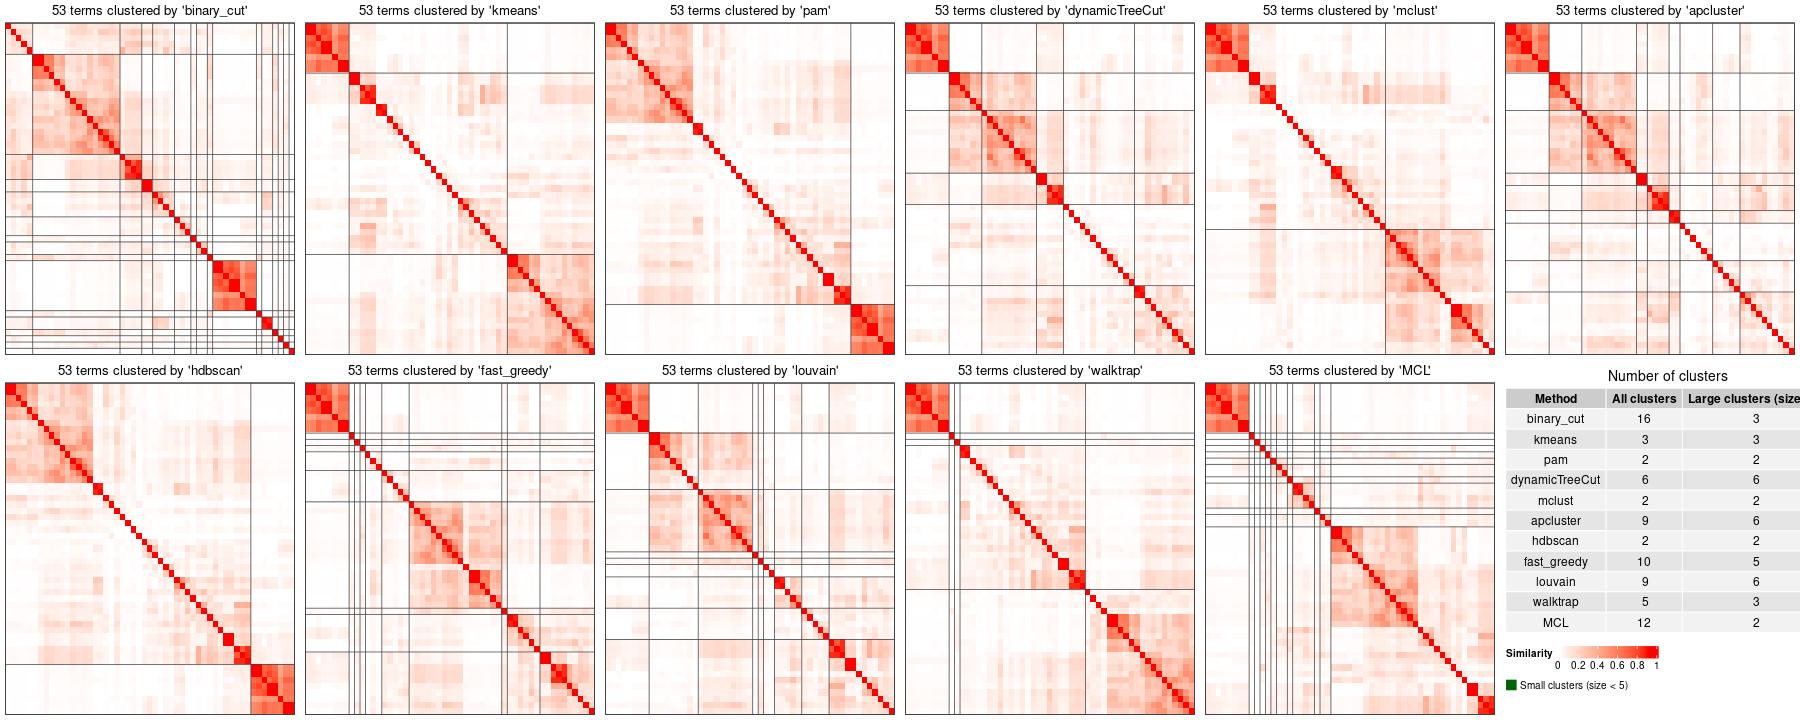 53 terms clustered by 'binary_cut'
53 terms clustered by 'kmeans'
53 terms clustered by 'pam'
53 terms clustered by 'dynamicTreeCut'
53 terms clustered by 'mclust'
53 terms clustered by 'apcluster'
53 terms clustered by 'hdbscan'
53 terms clustered by 'fast_greedy'
53 terms clustered by 'louvain'
53 terms clustered by 'walktrap'
53 terms clustered by 'MCL'
Number of clusters
Method All clusters Large clusters (size
binary_cut 16 3
kmeans 3 3
pam 2 2
dynamicTreeCut 6 6
mclust 2 2
apcluster 9 6
hdbscan 2 2
fast_greedy 10 5
louvain 9 6
walktrap 5 3
MCL 12 2
Similarity
0 0.2 0.4 0.6 0.8 1
Small clusters (size < 5)